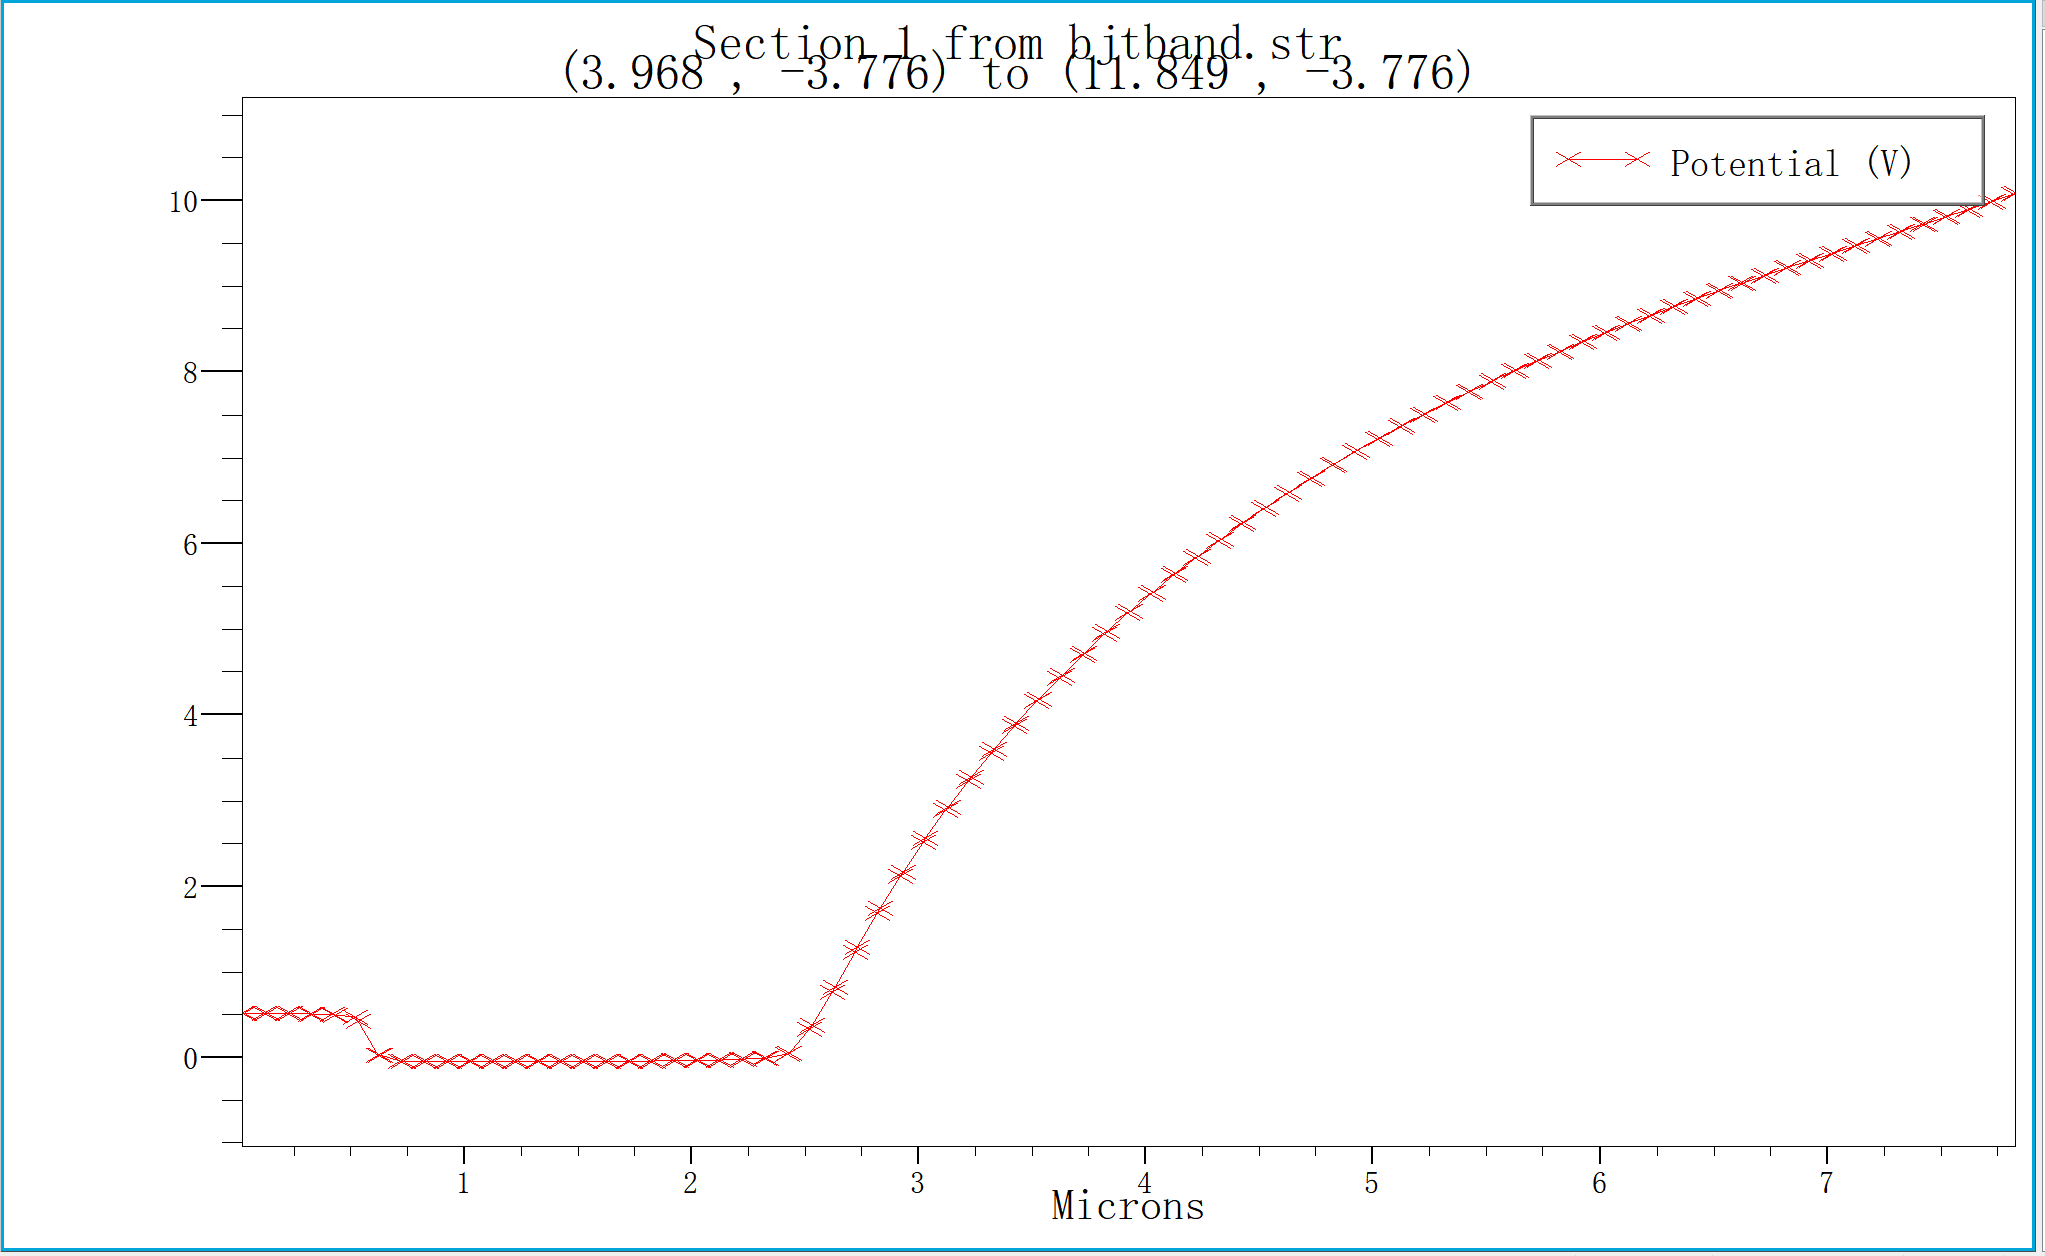 Section 1 from bjtband.str
(3.968 , -3.776) to (11.849 , -3.776)
Potential (V)
10
8
6
4
2
0
1 2 3 4 5 6 7
Microns